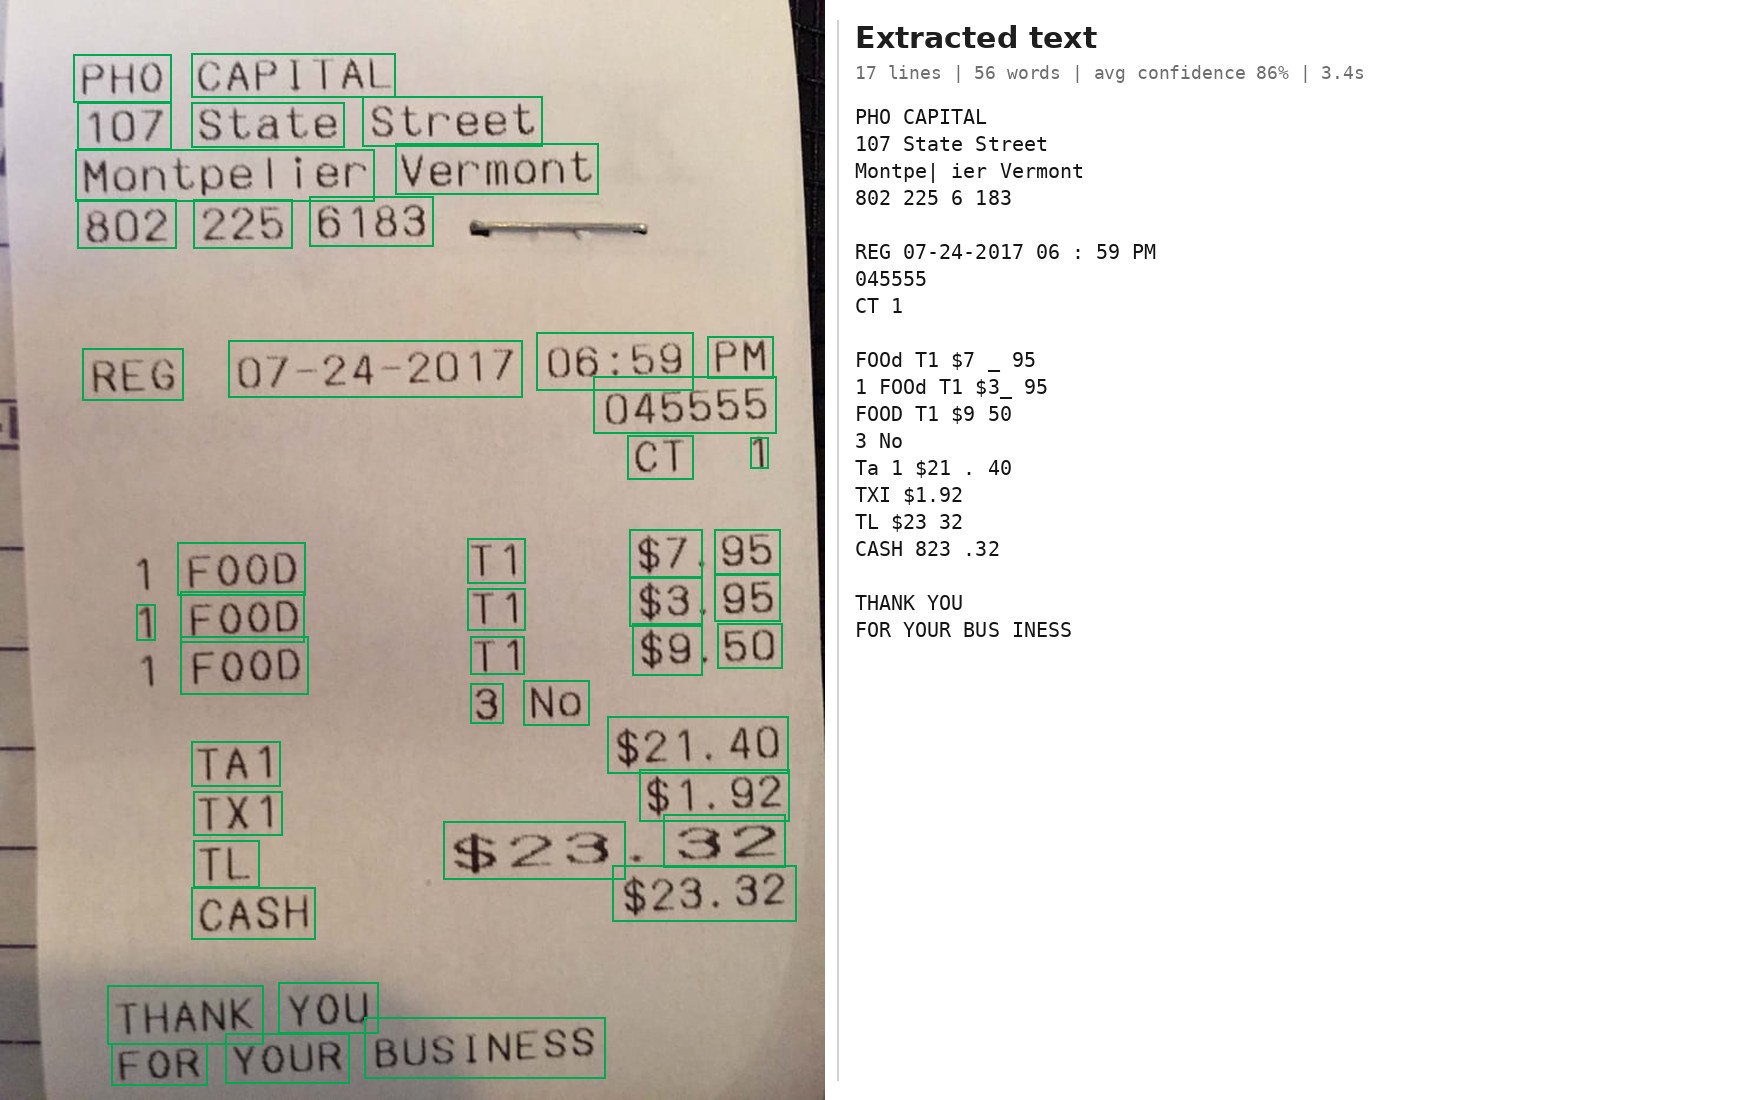 PHO CAPITAL
107 State Street
Montpelier Vermont
802 225 6183
REG 07-24-2017 06:59 PM
045555
CT 1
1 FOOD T1 $7.95
1 FOOD T1 $3.95
1 FOOD T1 $9.50
3 No
TA1 $21.40
TX1 $1.92
TL $23.32
CASH $23.32
THANK YOU
FOR YOUR BUSINESS
Extracted text
17 lines | 56 words | avg confidence 86% | 3.4s
PHO CAPITAL
107 State Street
Montpe| ier Vermont
802 225 6 183
REG 07-24-2017 06 : 59 PM
045555
CT 1
FOOd T1 $7 _ 95
1 FOOd T1 $3_ 95
FOOD T1 $9 50
3 No
Ta 1 $21 . 40
TXI $1.92
TL $23 32
CASH 823 .32
THANK YOU
FOR YOUR BUS INESS